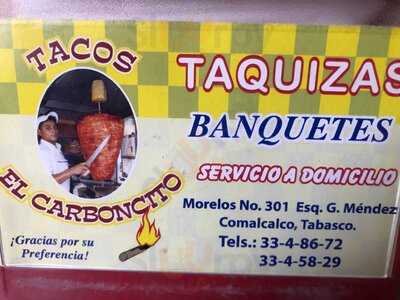 TACOS
EL CARBONCITO
¡Gracias por su
Preferencia!
TAQUIZAS
BANQUETES
SERVICIO A DOMICILIO
Morelos No. 301 Esq. G. Méndez
Comalcalco, Tabasco.
Tels.: 33-4-86-72
33-4-58-29